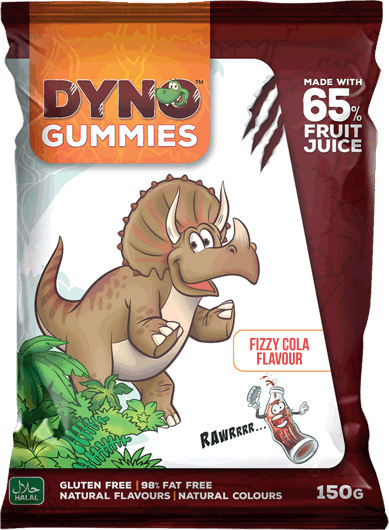 DYNO™
GUMMIES
MADE WITH
65%
FRUIT
JUICE
FIZZY COLA
FLAVOUR
RAWRRRR...
حلال
HALAL
GLUTEN FREE | 98% FAT FREE
NATURAL FLAVOURS | NATURAL COLOURS
150G